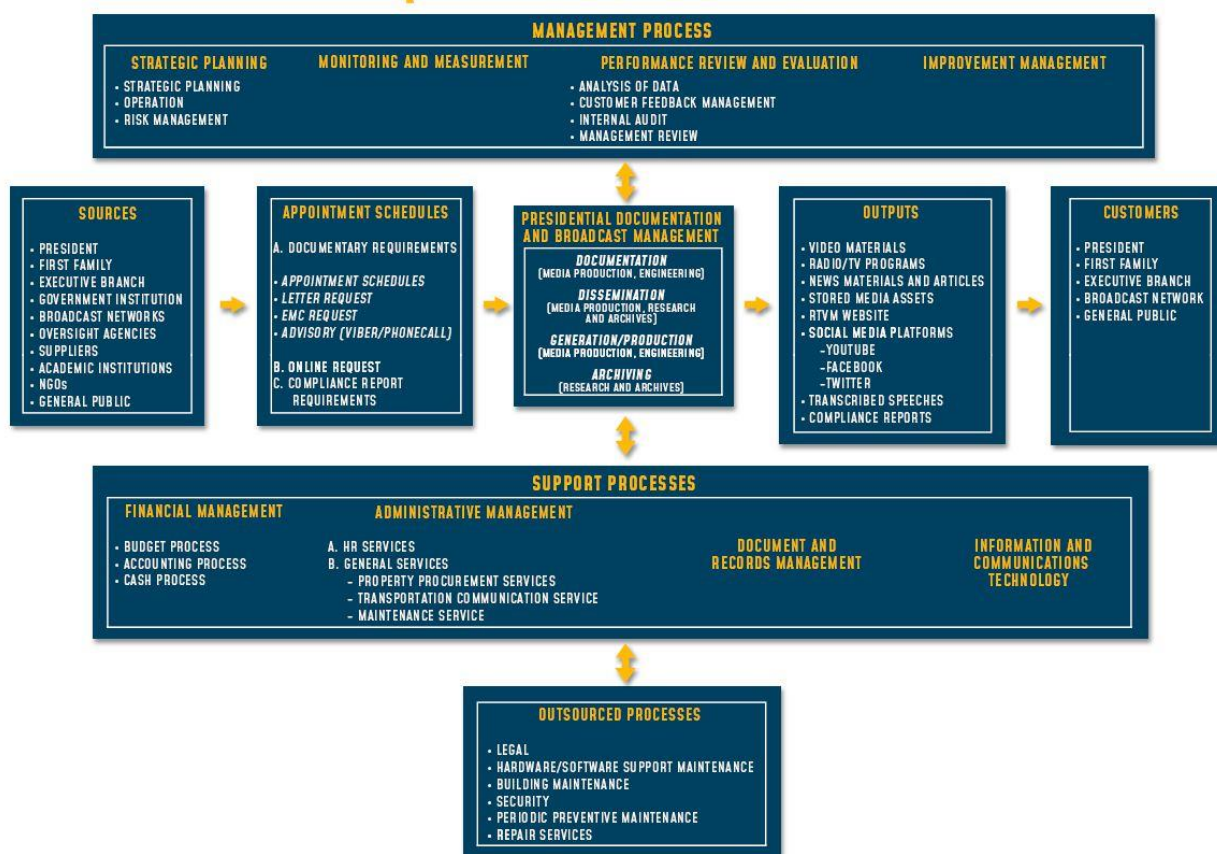 MANAGEMENT PROCESS
STRATEGIC PLANNING
• STRATEGIC PLANNING
• OPERATION
• RISK MANAGEMENT
MONITORING AND MEASUREMENT
PERFORMANCE REVIEW AND EVALUATION
• ANALYSIS OF DATA
• CUSTOMER FEEDBACK MANAGEMENT
• INTERNAL AUDIT
• MANAGEMENT REVIEW
IMPROVEMENT MANAGEMENT
SOURCES
• PRESIDENT
• FIRST FAMILY
• EXECUTIVE BRANCH
• GOVERNMENT INSTITUTION
• BROADCAST NETWORKS
• OVERSIGHT AGENCIES
• SUPPLIERS
• ACADEMIC INSTITUTIONS
• NGOs
• GENERAL PUBLIC
APPOINTMENT SCHEDULES
A. DOCUMENTARY REQUIREMENTS
• APPOINTMENT SCHEDULES
• LETTER REQUEST
• EMC REQUEST
• ADVISORY (VIBER/PHONECALL)
B. ONLINE REQUEST
C. COMPLIANCE REPORT
REQUIREMENTS
PRESIDENTIAL DOCUMENTATION
AND BROADCAST MANAGEMENT
DOCUMENTATION
(MEDIA PRODUCTION, ENGINEERING)
DISSEMINATION
(MEDIA PRODUCTION, RESEARCH
AND ARCHIVES)
GENERATION/PRODUCTION
(MEDIA PRODUCTION, ENGINEERING)
ARCHIVING
(RESEARCH AND ARCHIVES)
OUTPUTS
• VIDEO MATERIALS
• RADIO/TV PROGRAMS
• NEWS MATERIALS AND ARTICLES
• STORED MEDIA ASSETS
• RTVM WEBSITE
• SOCIAL MEDIA PLATFORMS
-YOUTUBE
-FACEBOOK
-TWITTER
• TRANSCRIBED SPEECHES
• COMPLIANCE REPORTS
CUSTOMERS
• PRESIDENT
• FIRST FAMILY
• EXECUTIVE BRANCH
• BROADCAST NETWORK
• GENERAL PUBLIC
SUPPORT PROCESSES
FINANCIAL MANAGEMENT
• BUDGET PROCESS
• ACCOUNTING PROCESS
• CASH PROCESS
ADMINISTRATIVE MANAGEMENT
A. HR SERVICES
B. GENERAL SERVICES
- PROPERTY PROCUREMENT SERVICES
- TRANSPORTATION COMMUNICATION SERVICE
- MAINTENANCE SERVICE
DOCUMENT AND
RECORDS MANAGEMENT
INFORMATION AND
COMMUNICATIONS
TECHNOLOGY
OUTSOURCED PROCESSES
• LEGAL
• HARDWARE/SOFTWARE SUPPORT MAINTENANCE
• BUILDING MAINTENANCE
• SECURITY
• PERIODIC PREVENTIVE MAINTENANCE
• REPAIR SERVICES